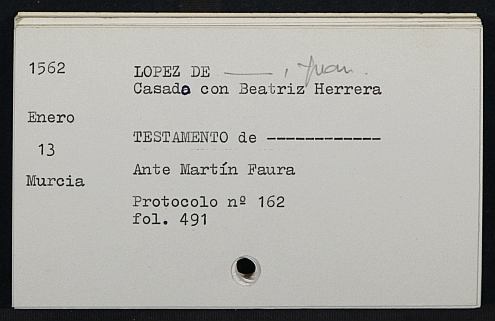 1562 LOPEZ DE ——— , Juan.
Casado con Beatriz Herrera
Enero
TESTAMENTO de ------------
13
Ante Martín Faura
Murcia
Protocolo nº 162
fol. 491